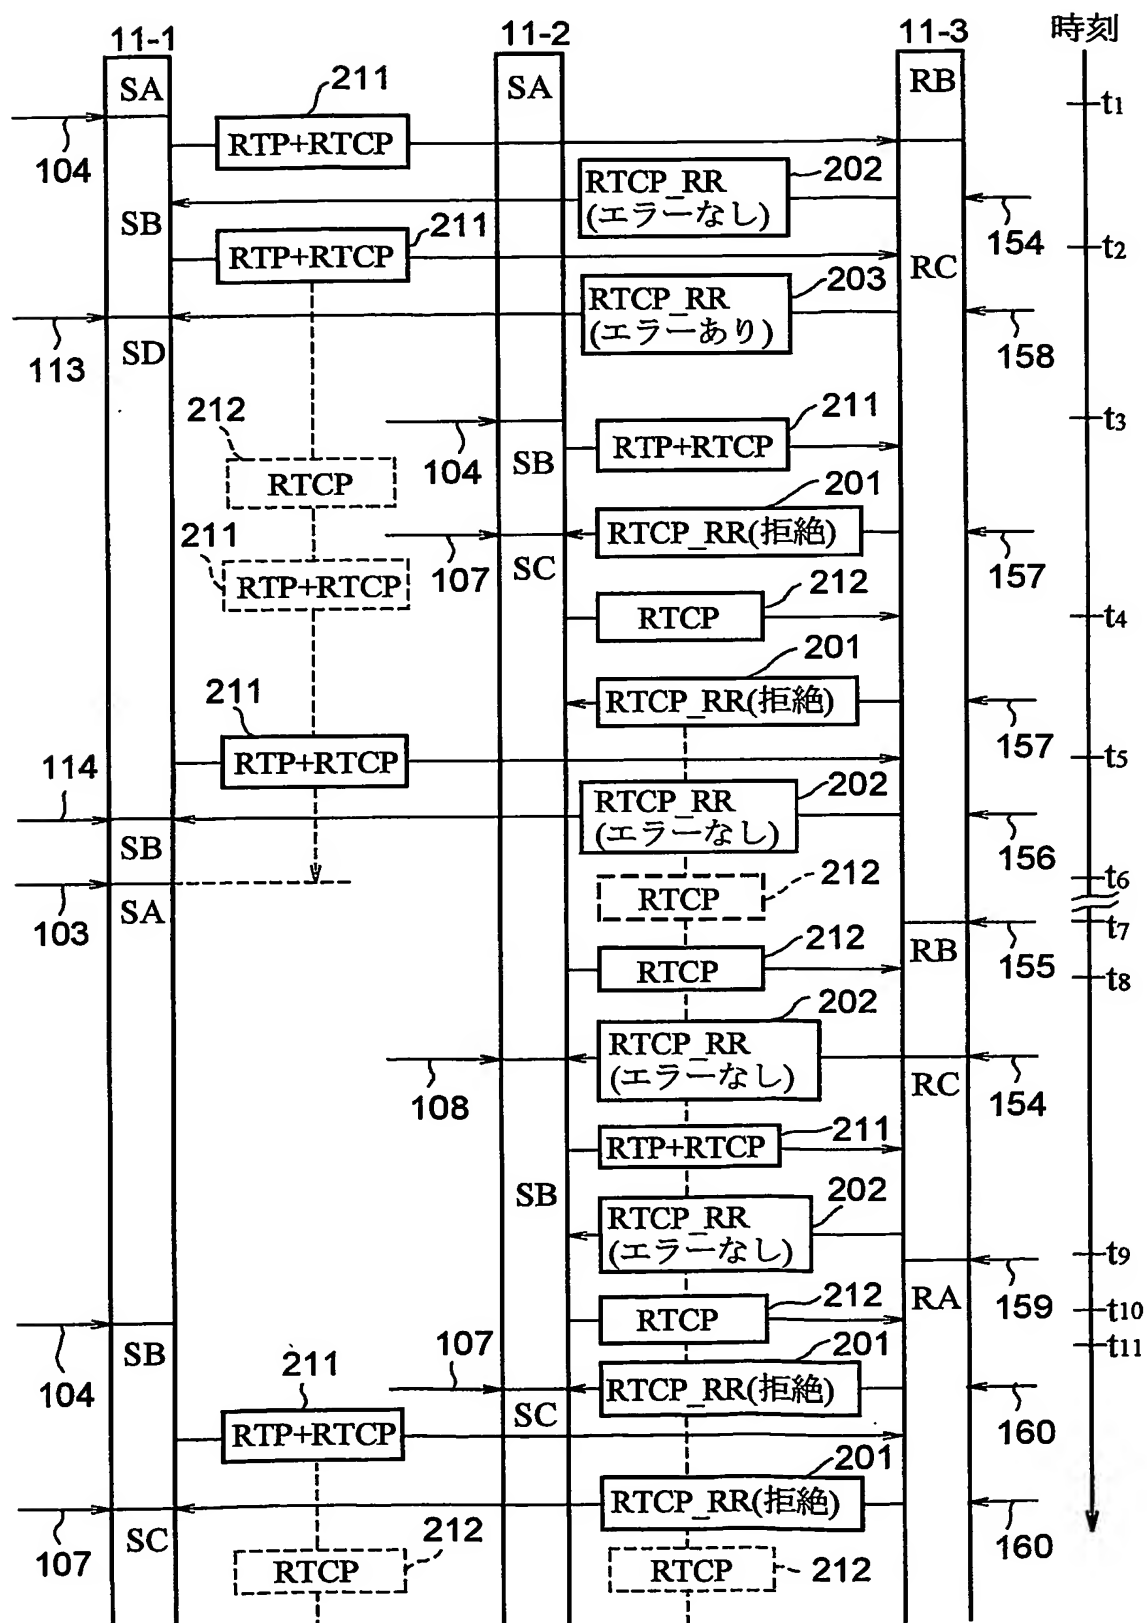 11-1
11-2
11-3
時刻
SA
SA
RB
211
t1
104
RTP+RTCP
202
RTCP_RR
(エラーなし)
154
SB
211
t2
RTP+RTCP
RC
203
RTCP_RR
(エラーあり)
158
113
SD
212
211
t3
104
RTP+RTCP
SB
RTCP
201
211
RTCP_RR(拒絶)
107
157
SC
RTP+RTCP
212
RTCP
t4
201
211
RTCP_RR(拒絶)
157
RTP+RTCP
t5
114
202
RTCP_RR
(エラーなし)
156
SB
212
t6
103
SA
RTCP
t7
212
RB
155
RTCP
t8
202
RTCP_RR
(エラーなし)
108
RC
154
211
RTP+RTCP
SB
202
RTCP_RR
(エラーなし)
t9
RA
159
212
t10
RTCP
104
SB
t11
107
201
211
RTCP_RR(拒絶)
160
SC
RTP+RTCP
201
RTCP_RR(拒絶)
107
SC
160
212
RTCP
RTCP
212